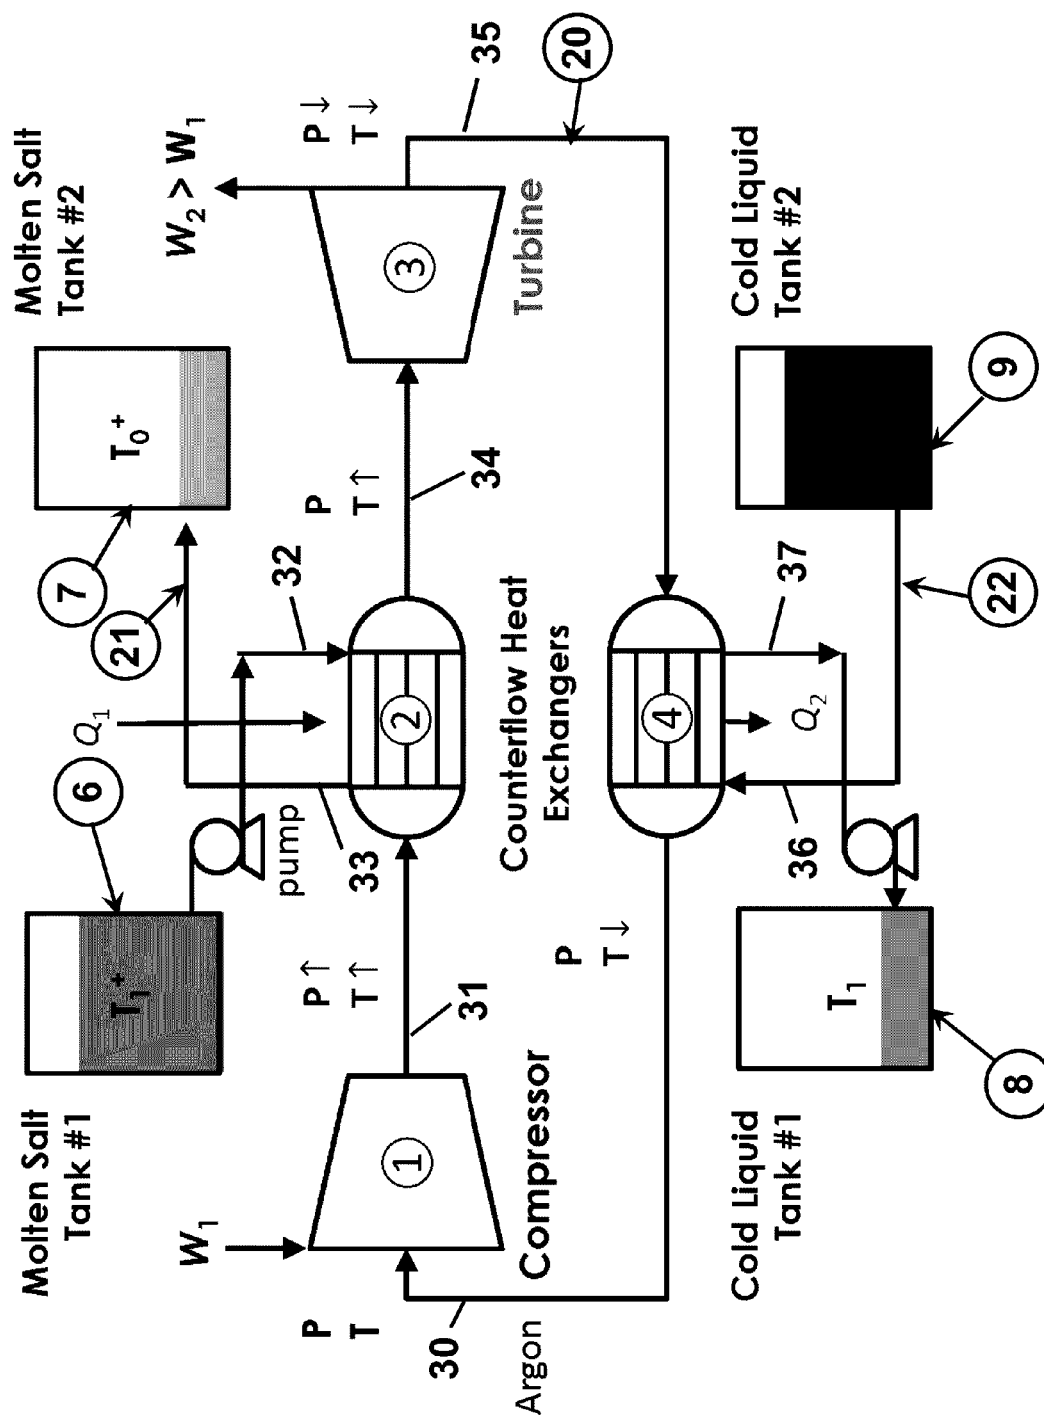 Molten Salt
Tank #1
T₁⁺
6
pump
Q₁
21
7
Molten Salt
Tank #2
T₀⁺
W₂ > W₁
W₁
P
T
30
Argon
1
Compressor
P↑
T↑
31
33
32
2
Counterflow Heat
Exchangers
P
T↑
34
3
Turbine
P↓
T↓
35
20
P
T↓
4
36
Q₂
37
22
Cold Liquid
Tank #1
T₁
8
Cold Liquid
Tank #2
9